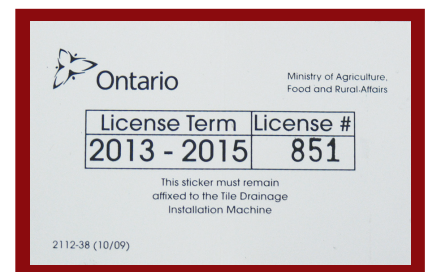 Ontario
Ministry of Agriculture,
Food and Rural Affairs
License Term License #
2013 - 2015 851
This sticker must remain
affixed to the Tile Drainage
Installation Machine
2112-38 (10/09)